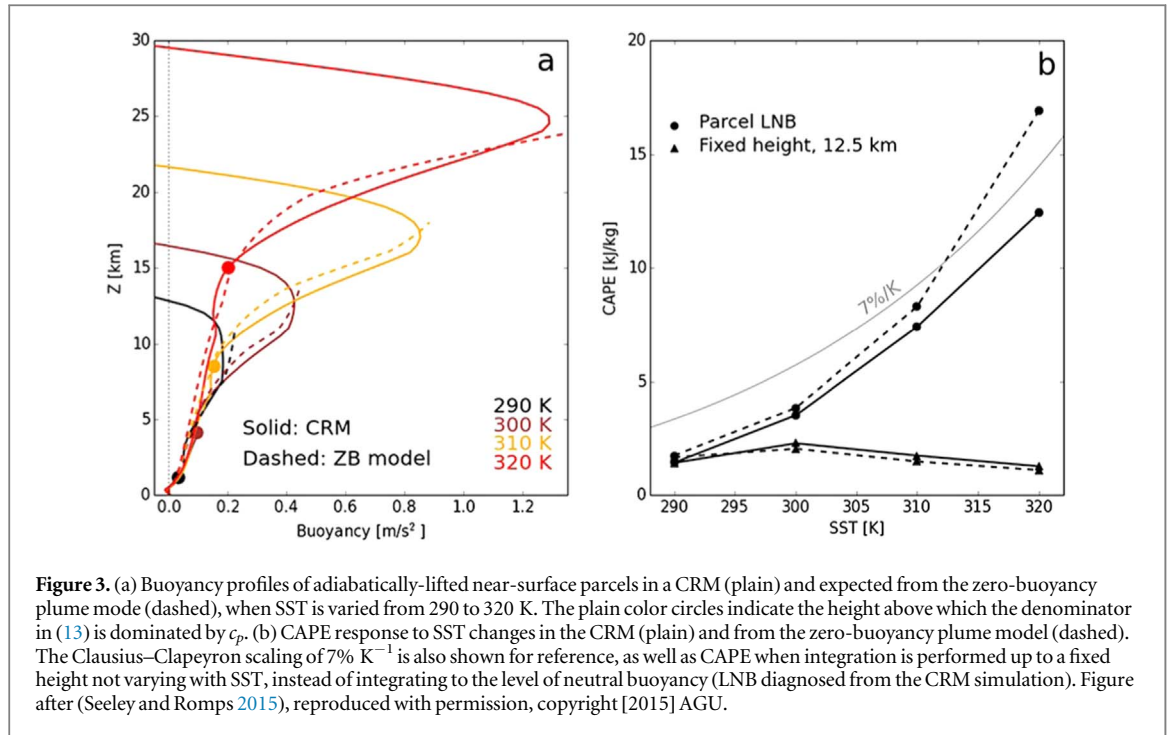 30
25
20
15
10
5
0
Z [km]
a
Solid: CRM
Dashed: ZB model
290 K
300 K
310 K
320 K
0.0 0.2 0.4 0.6 0.8 1.0 1.2
Buoyancy [m/s² ]
20
15
10
5
0
CAPE [kJ/kg]
b
Parcel LNB
Fixed height, 12.5 km
7%/K
290 295 300 305 310 315 320
SST [K]
Figure 3. (a) Buoyancy profiles of adiabatically-lifted near-surface parcels in a CRM (plain) and expected from the zero-buoyancy
plume mode (dashed), when SST is varied from 290 to 320 K. The plain color circles indicate the height above which the denominator
in (13) is dominated by cₚ. (b) CAPE response to SST changes in the CRM (plain) and from the zero-buoyancy plume model (dashed).
The Clausius–Clapeyron scaling of 7% K⁻¹ is also shown for reference, as well as CAPE when integration is performed up to a fixed
height not varying with SST, instead of integrating to the level of neutral buoyancy (LNB diagnosed from the CRM simulation). Figure
after (Seeley and Romps 2015), reproduced with permission, copyright [2015] AGU.